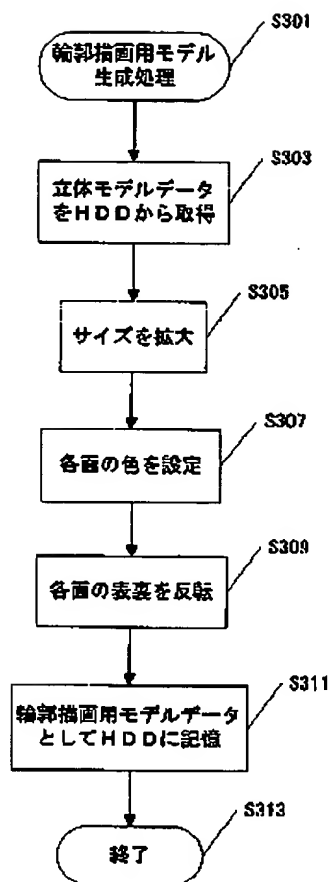 S301
輪郭描画用モデル
生成処理
S303
立体モデルデータ
をHDDから取得
S305
サイズを拡大
S307
各面の色を設定
S309
各面の表裏を反転
S311
輪郭描画用モデルデータ
としてHDDに記憶
S313
終了